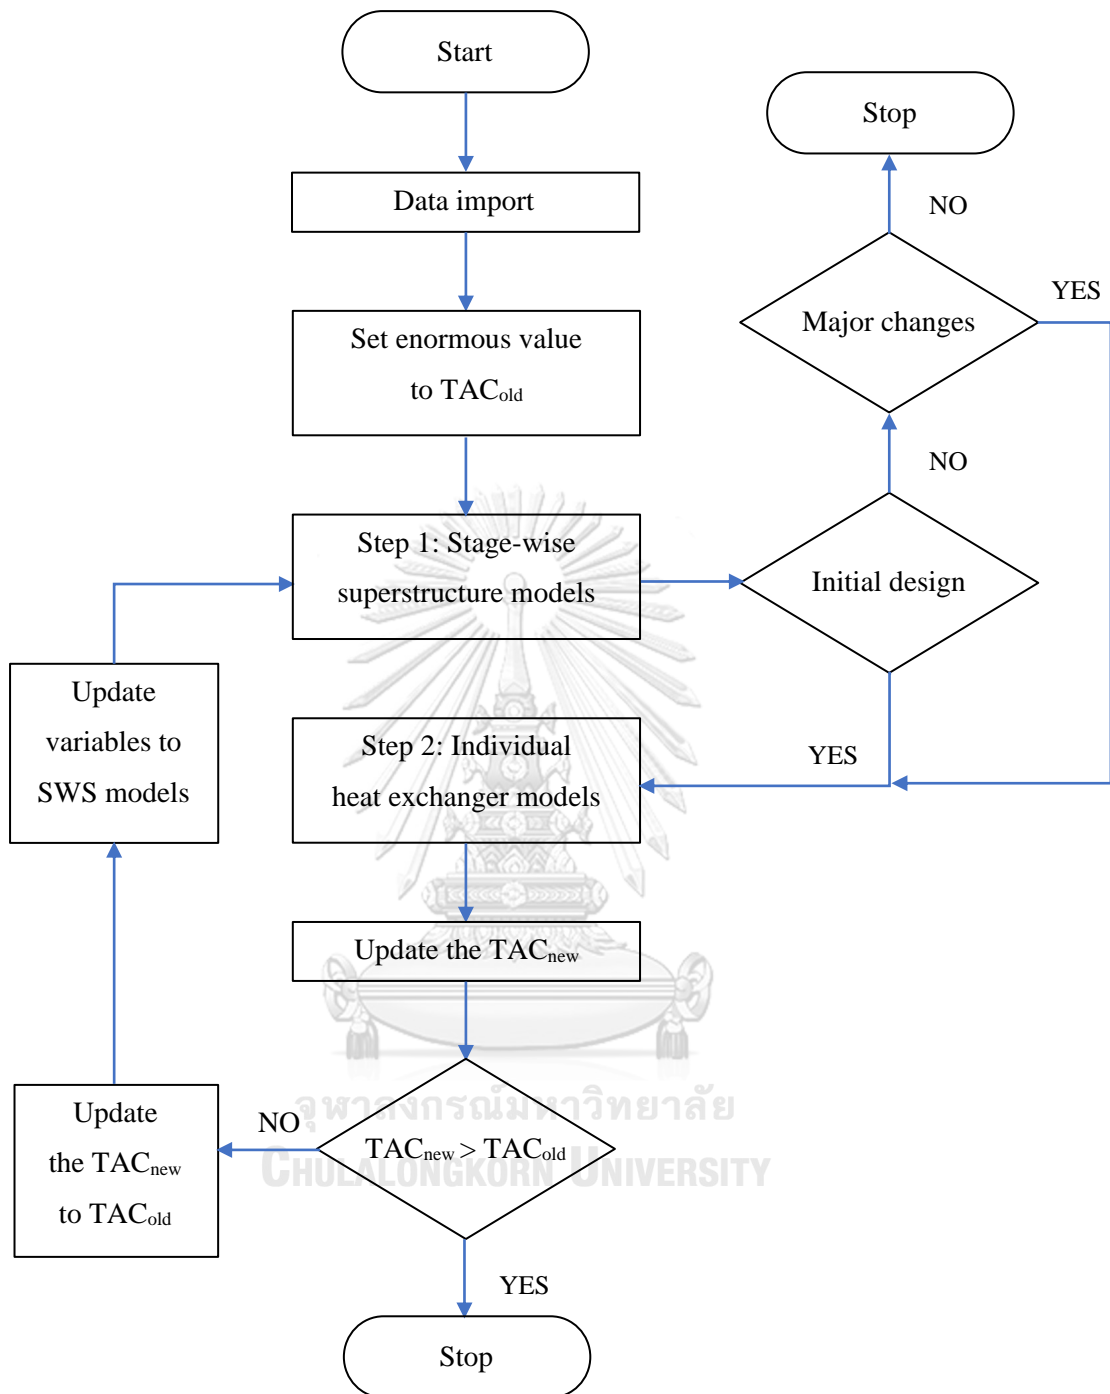 Start
Stop
Data import
NO
YES
Major changes
Set enormous value
to TACold
NO
Step 1: Stage-wise
superstructure models
Initial design
Update
variables to
SWS models
Step 2: Individual
heat exchanger models
YES
Update the TACnew
จุฬาลงกรณ์มหาวิทยาลัย
CHULALONGKORN UNIVERSITY
Update
the TACnew
to TACold
NO
TACnew > TACold
YES
Stop